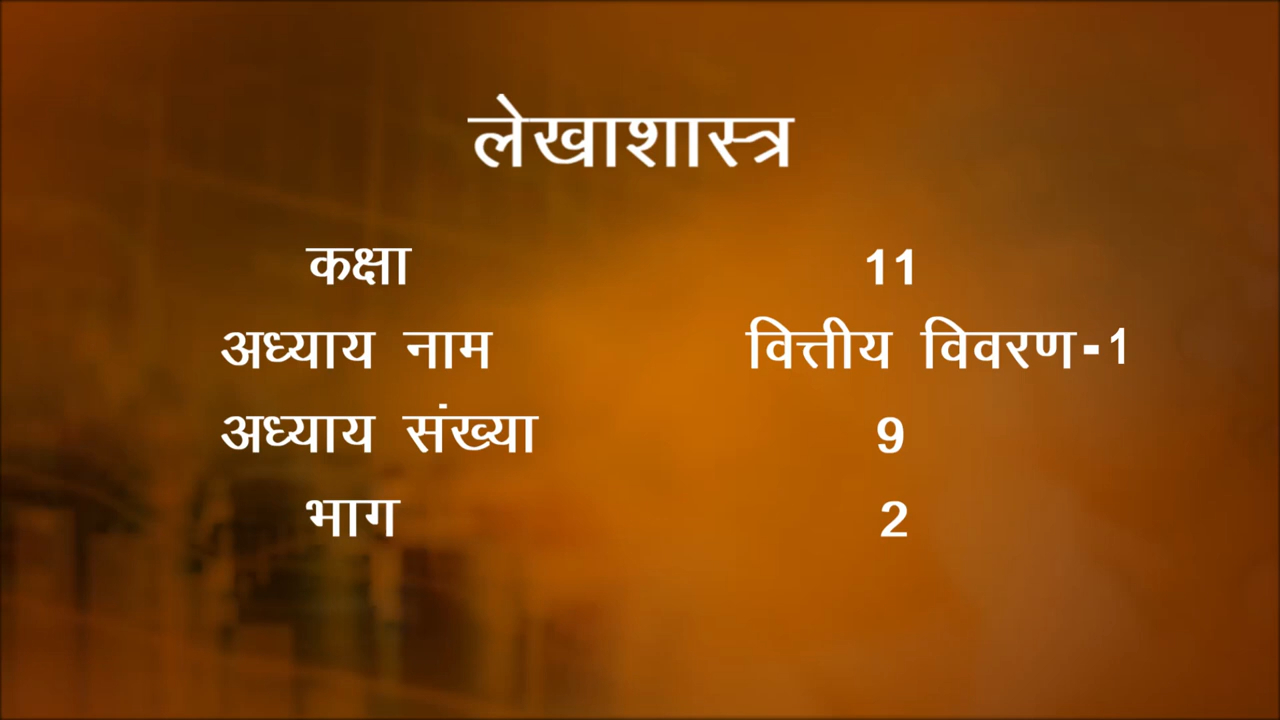 लेखाशास्त्र
कक्षा 11
अध्याय नाम वित्तीय विवरण-1
अध्याय संख्या 9
भाग 2